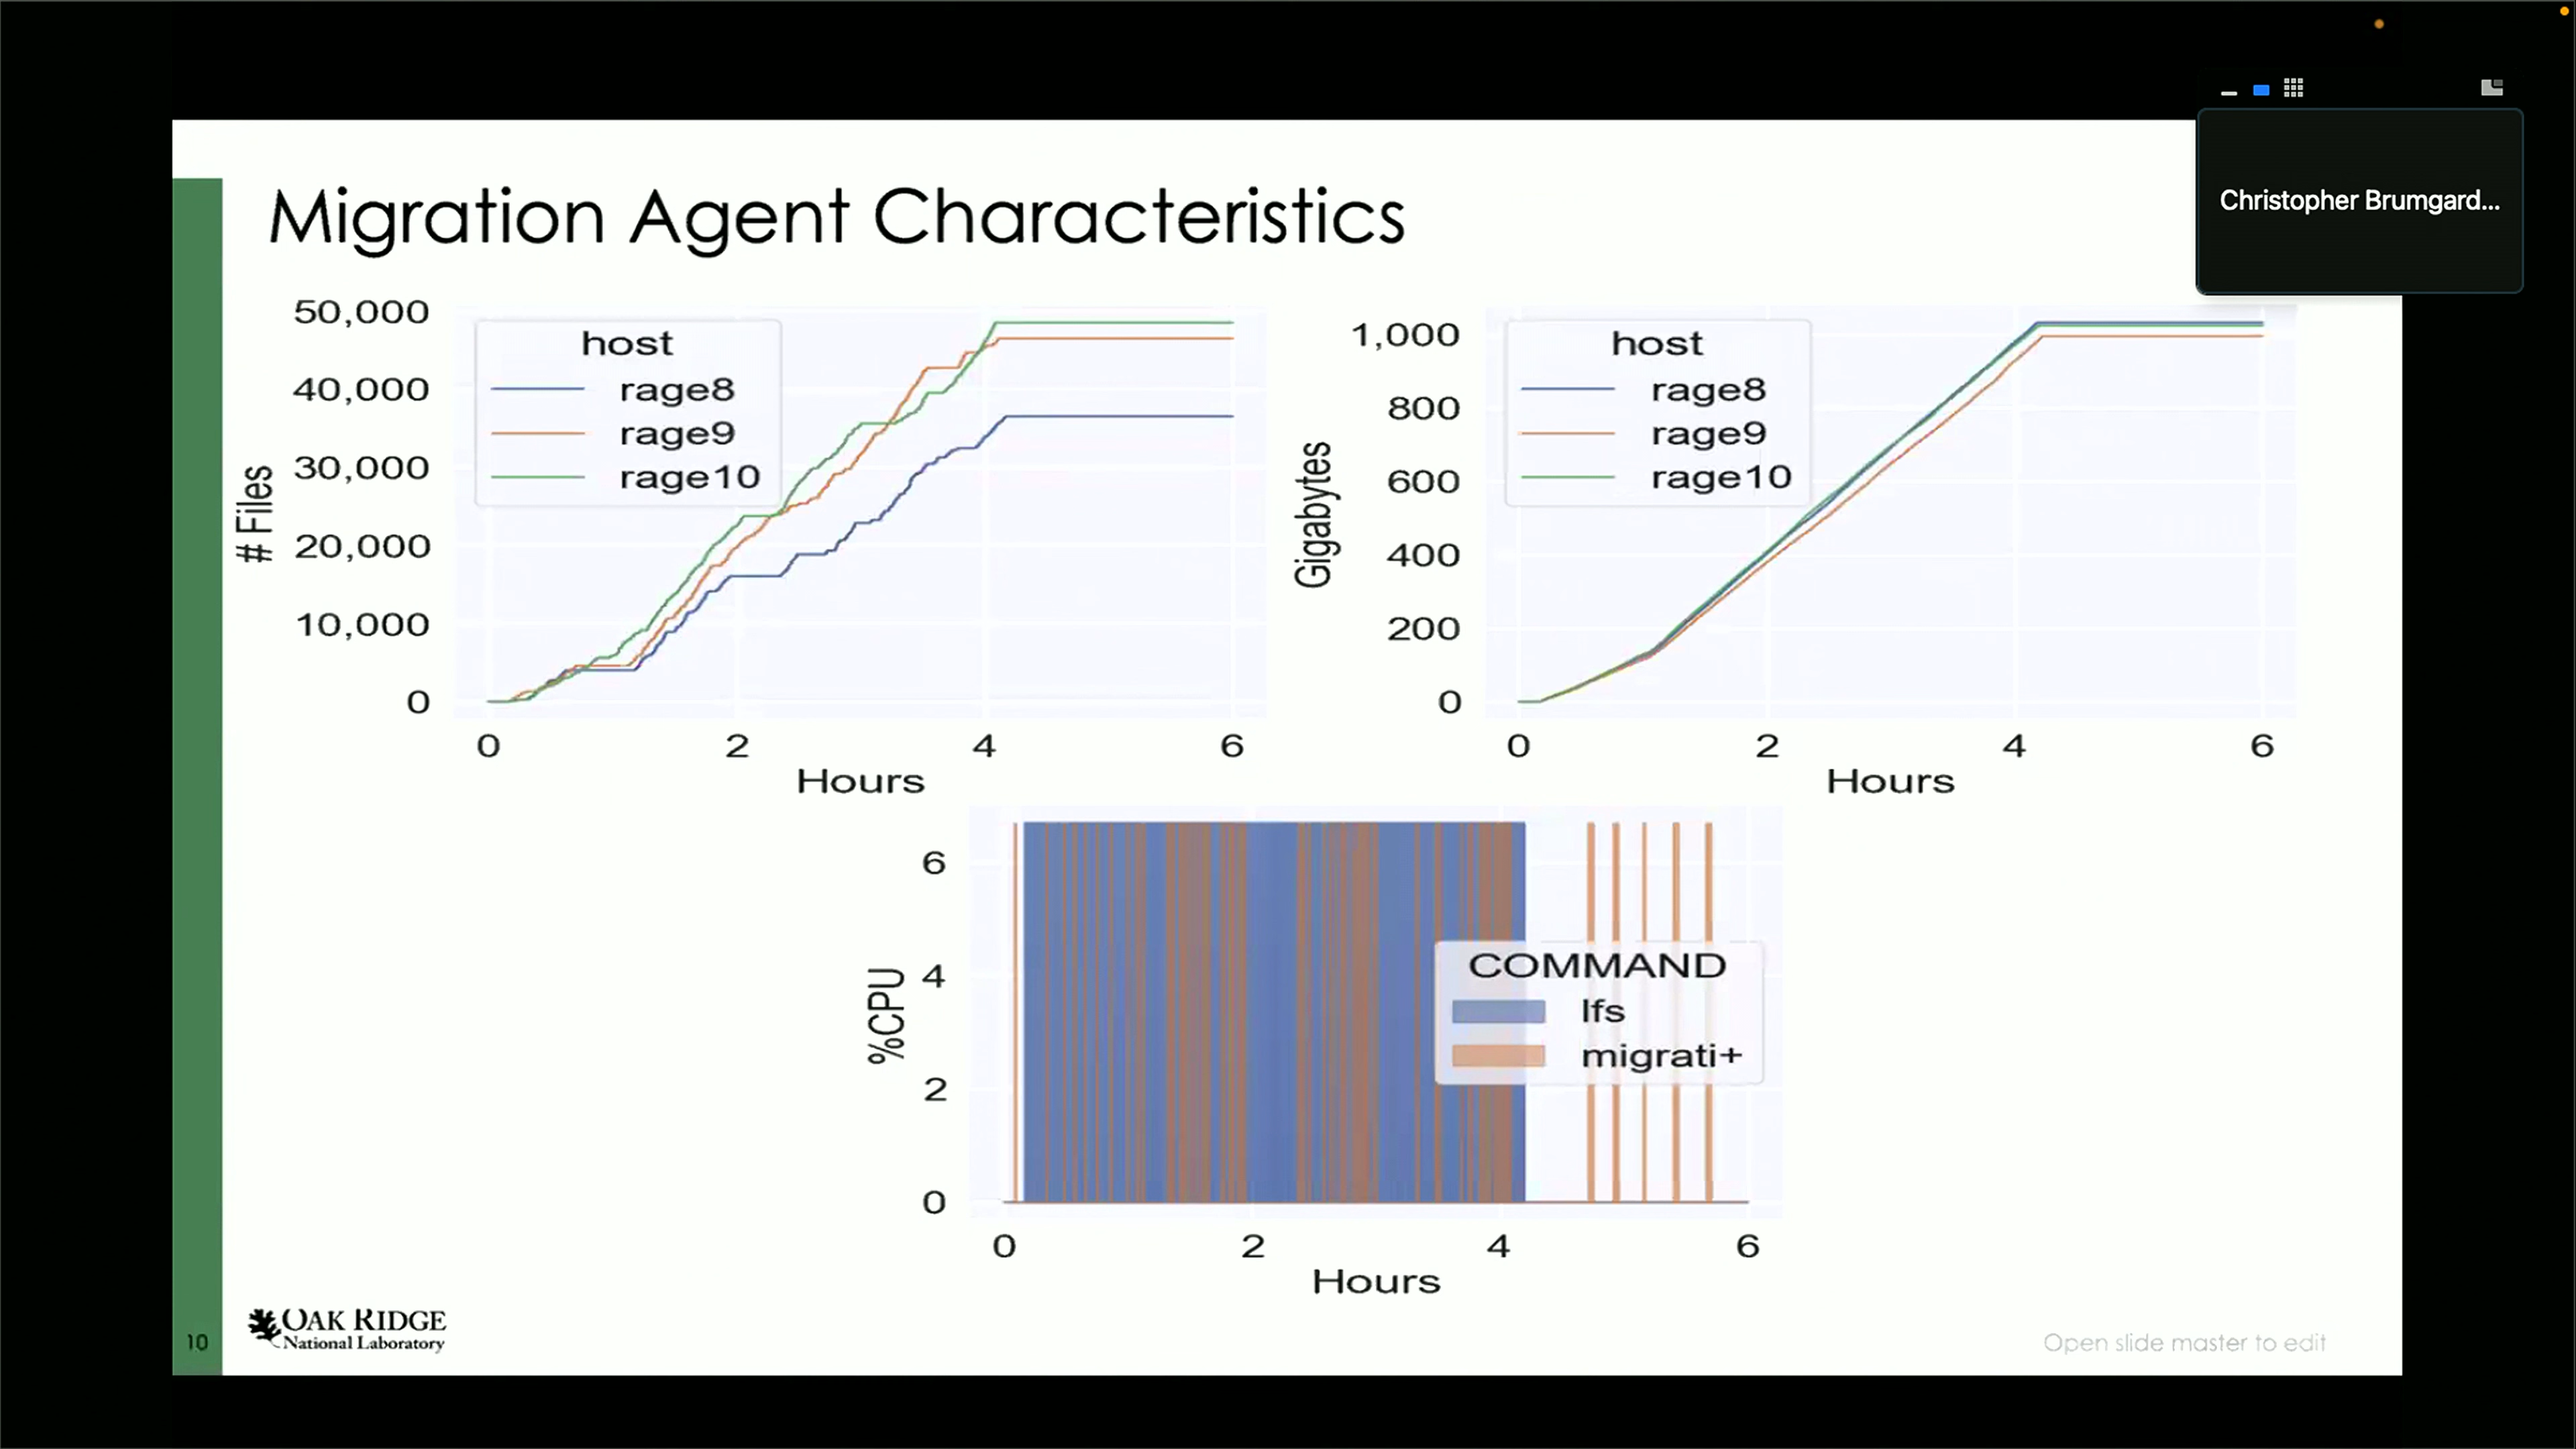 Christopher Brumgard...
Migration Agent Characteristics
50,000
40,000
30,000
20,000
10,000
0
# Files
host
rage8
rage9
rage10
0 2 4 6
Hours
1,000
800
600
400
200
0
Gigabytes
host
rage8
rage9
rage10
0 2 4 6
Hours
6
4
2
0
%CPU
COMMAND
lfs
migrati+
0 2 4 6
Hours
10
OAK RIDGE
National Laboratory
Open slide master to edit